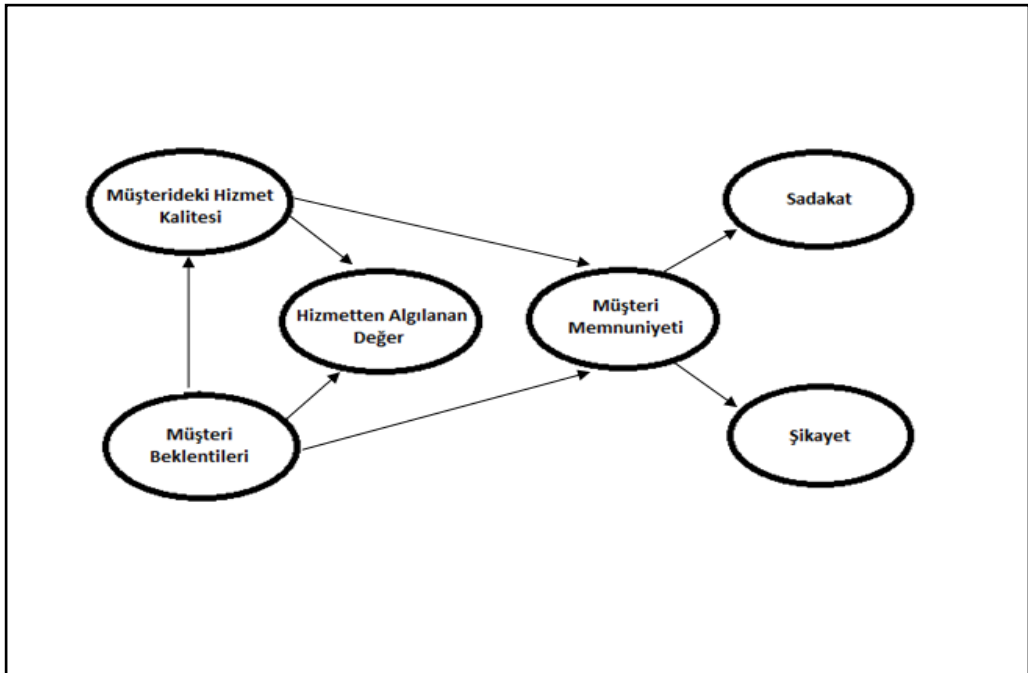 Müşterideki Hizmet
Kalitesi
Sadakat
Hizmetten Algılanan
Değer
Müşteri
Memnuniyeti
Müşteri
Beklentileri
Şikayet